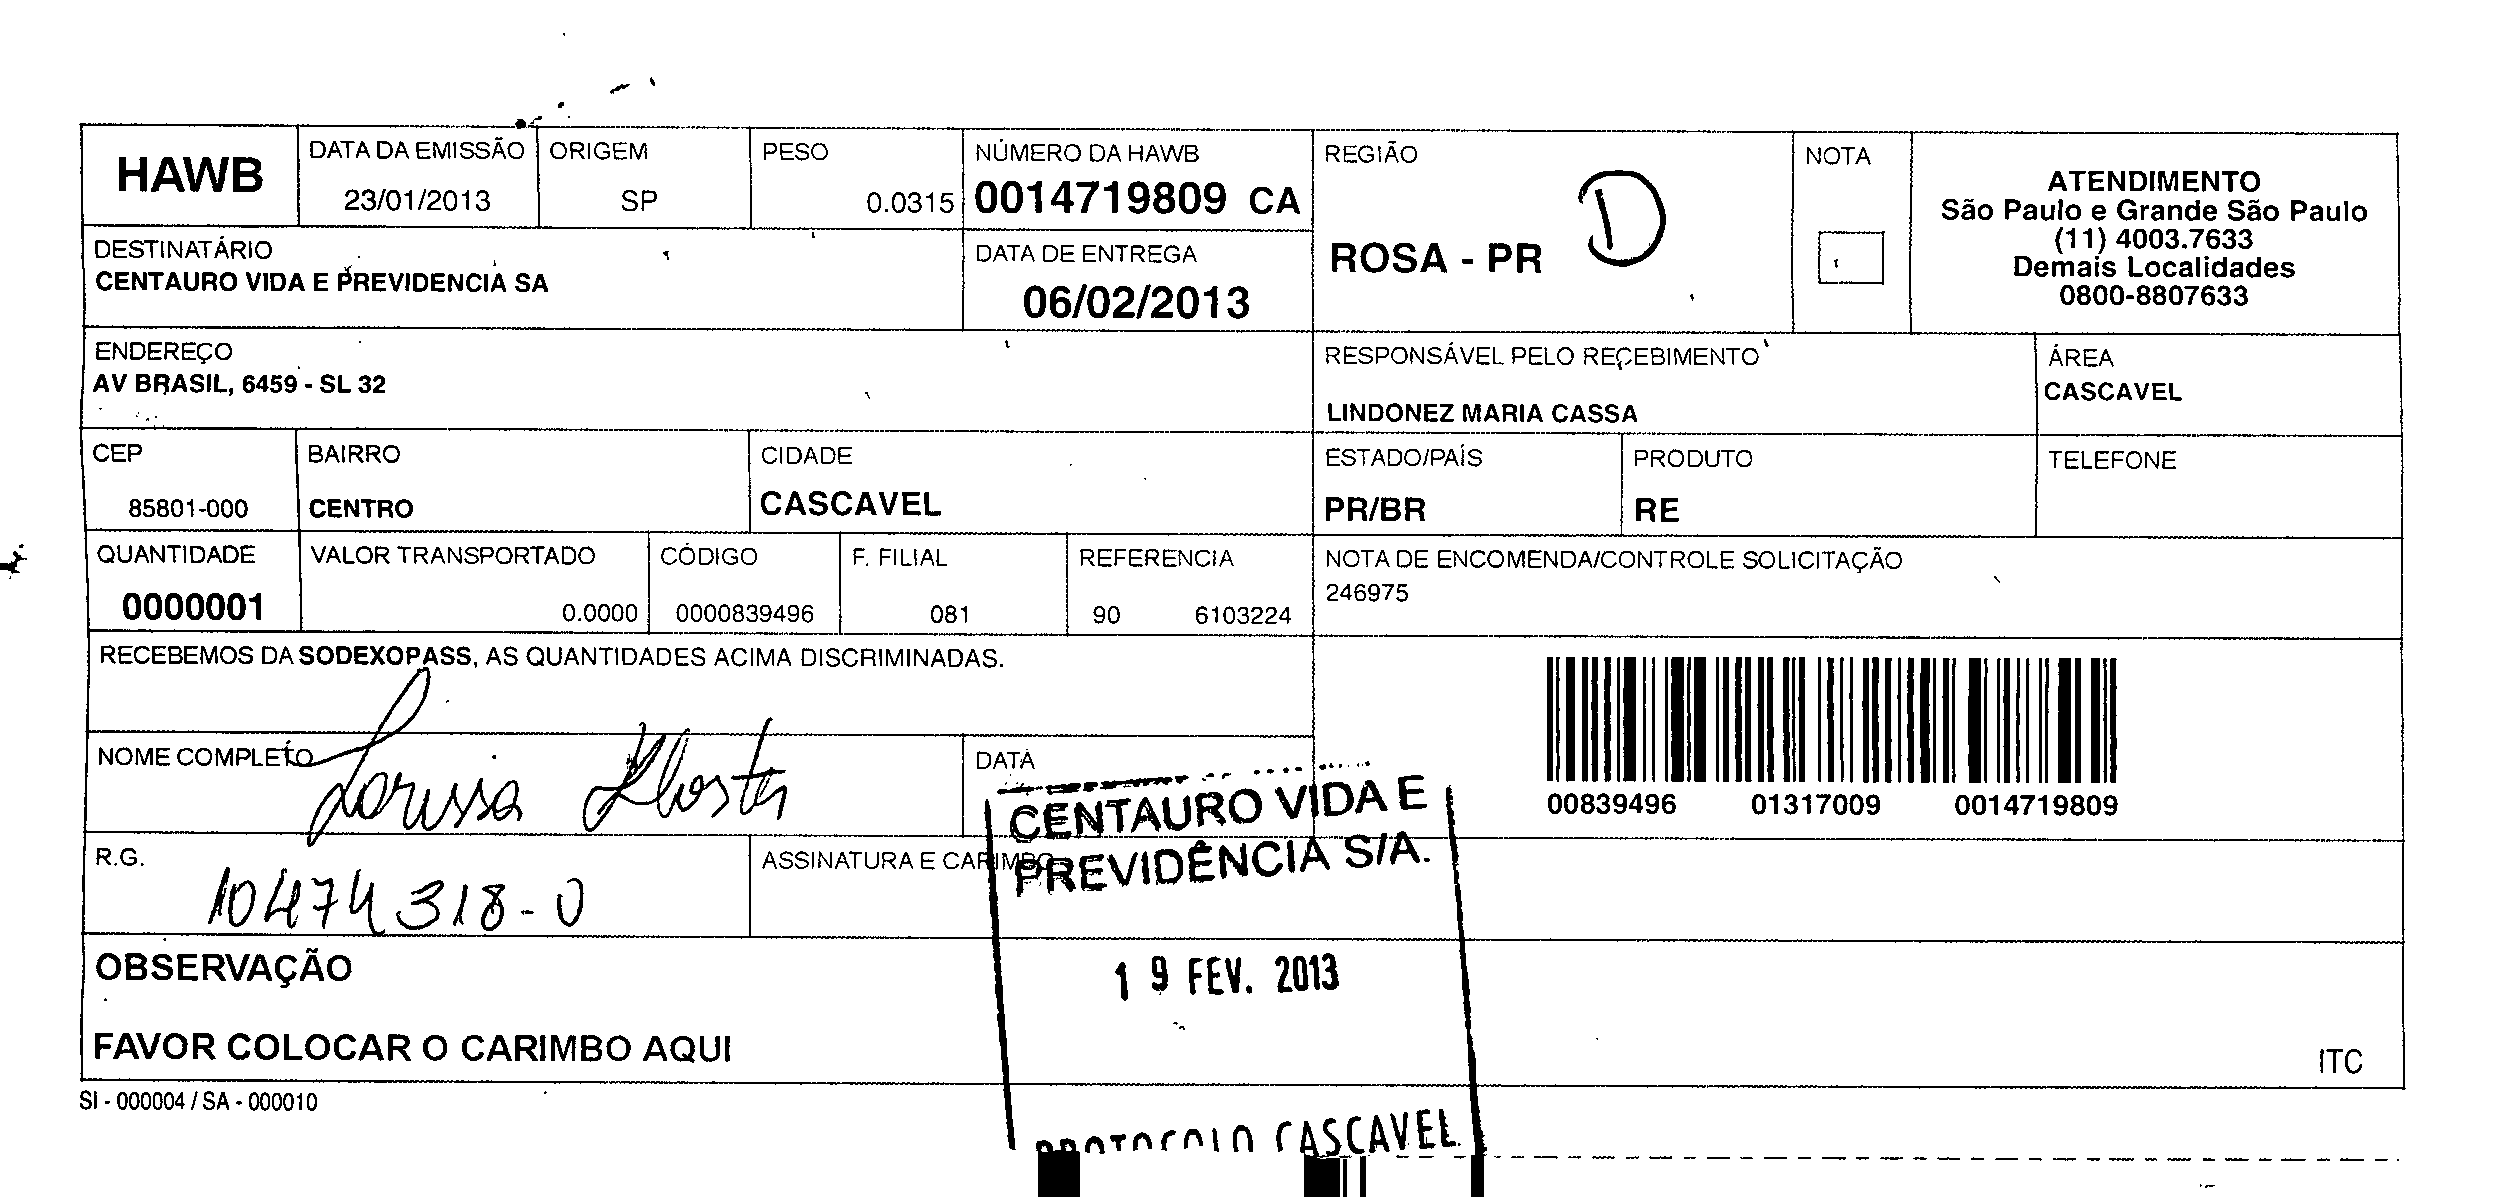 HAWB
DATA DA EMISSÃO
23/01/2013
ORIGEM
SP
PESO
0.0315
NÚMERO DA HAWB
0014719809 CA
REGIÃO
ROSA - PR
D
NOTA
ATENDIMENTO
São Paulo e Grande São Paulo
(11) 4003.7633
Demais Localidades
0800-8807633
DESTINATÁRIO
CENTAURO VIDA E PREVIDENCIA SA
DATA DE ENTREGA
06/02/2013
ENDEREÇO
AV BRASIL, 6459 - SL 32
RESPONSÁVEL PELO RECEBIMENTO
LINDONEZ MARIA CASSA
ÁREA
CASCAVEL
CEP
85801-000
BAIRRO
CENTRO
CIDADE
CASCAVEL
ESTADO/PAÍS
PR/BR
PRODUTO
RE
TELEFONE
QUANTIDADE
0000001
VALOR TRANSPORTADO
0.0000
CÓDIGO
0000839496
F. FILIAL
081
REFERENCIA
90 6103224
NOTA DE ENCOMENDA/CONTROLE SOLICITAÇÃO
246975
RECEBEMOS DA SODEXOPASS, AS QUANTIDADES ACIMA DISCRIMINADAS.
NOME COMPLETO
Larissa
DATA
00839496 01317009 0014719809
R.G.
10474318-0
ASSINATURA E CARIMBO
CENTAURO VIDA E
PREVIDÊNCIA S/A.
19 FEV. 2013
PROTOCOLO CASCAVEL
OBSERVAÇÃO
FAVOR COLOCAR O CARIMBO AQUI
ITC
SI - 000004 / SA - 000010